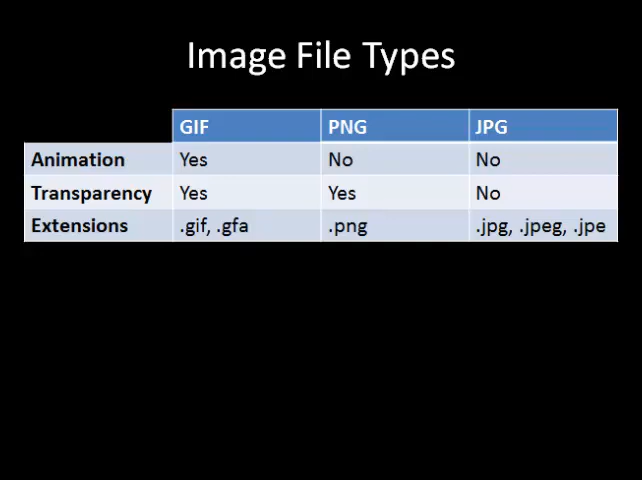 Image File Types
GIF PNG JPG
Animation Yes No No
Transparency Yes Yes No
Extensions .gif, .gfa .png .jpg, .jpeg, .jpe